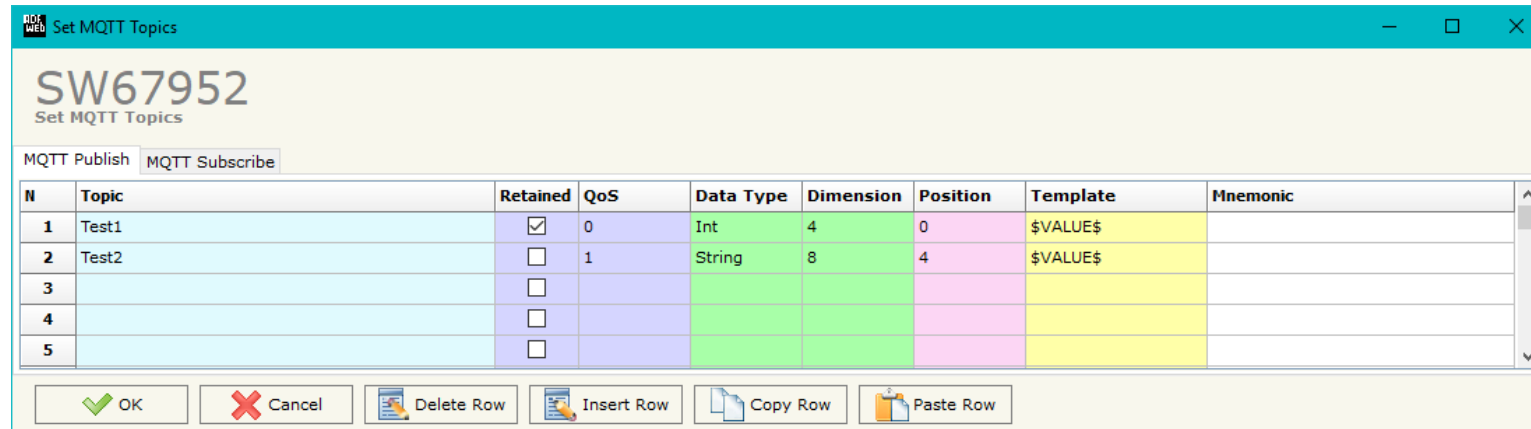 ADF
WEB Set MQTT Topics
SW67952
Set MQTT Topics
MQTT Publish MQTT Subscribe
N Topic Retained QoS Data Type Dimension Position Template Mnemonic
1 Test1 0 Int 4 0 $VALUE$
2 Test2 1 String 8 4 $VALUE$
3
4
5
OK Cancel Delete Row Insert Row Copy Row Paste Row